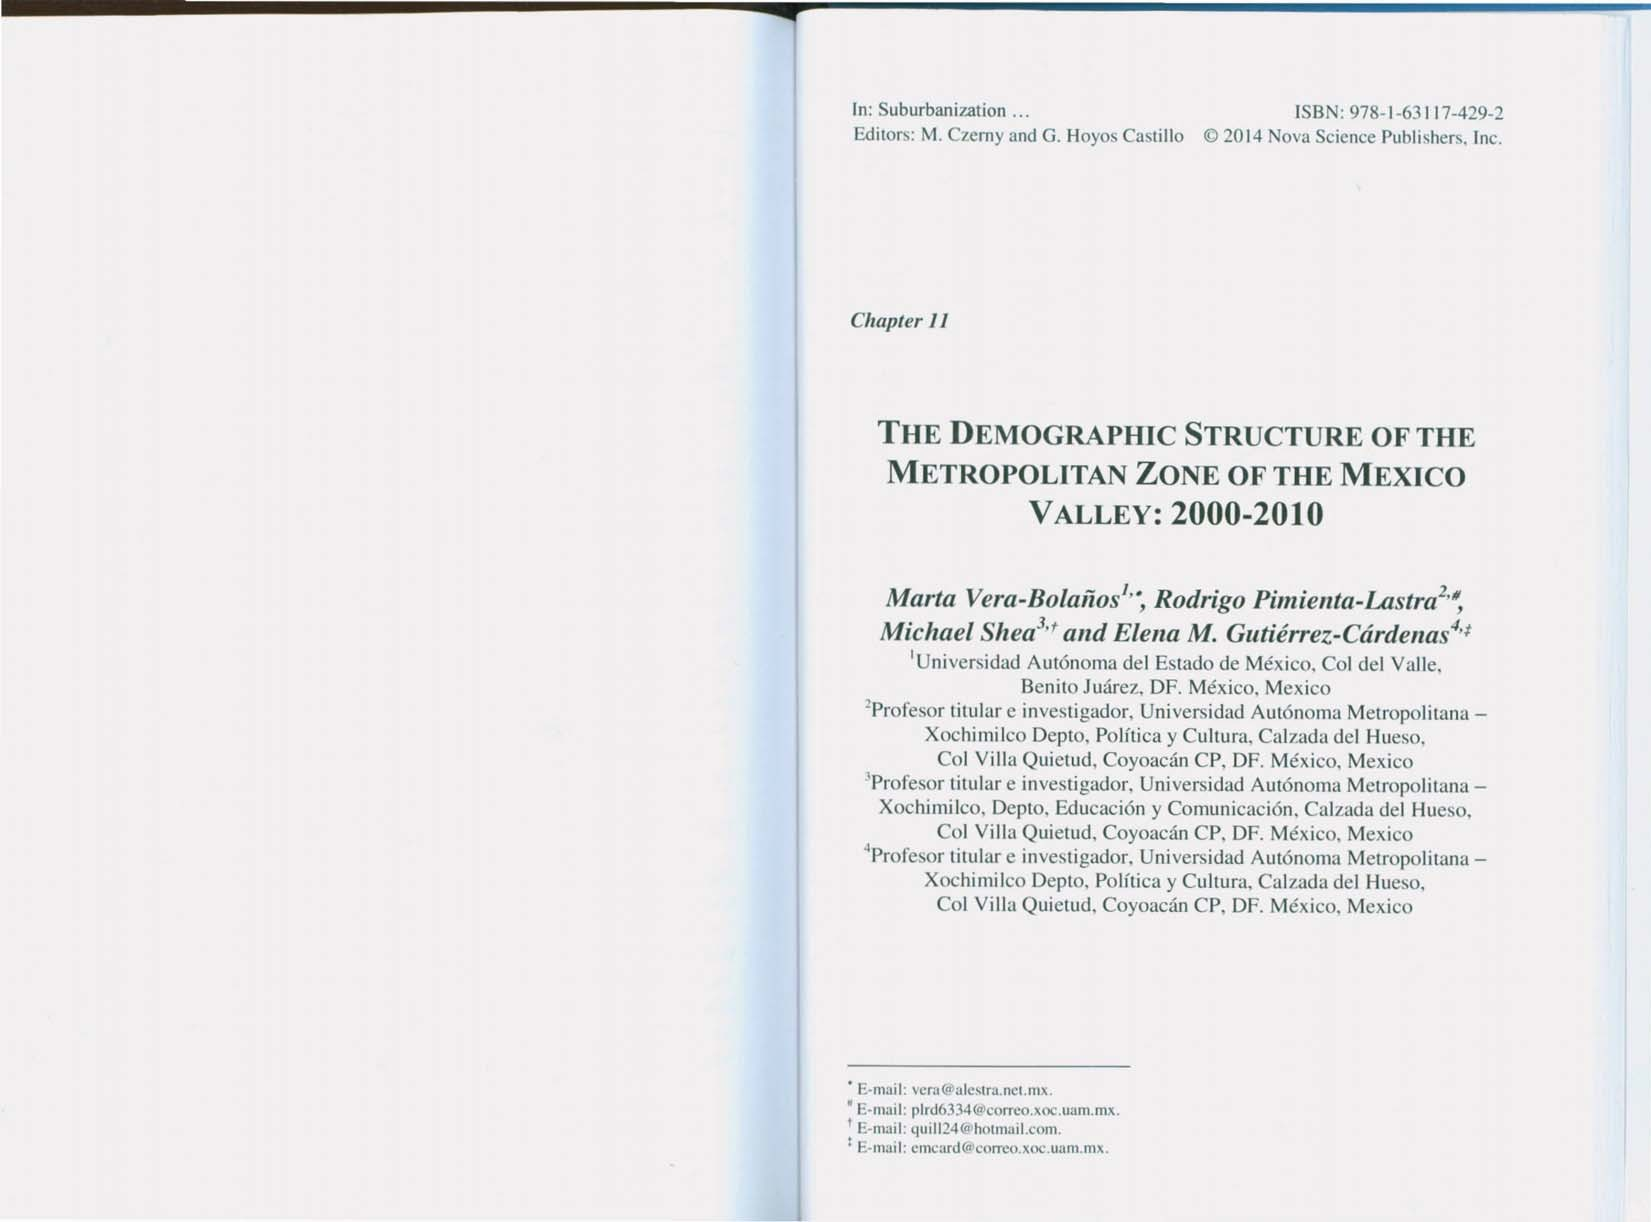 In: Suburbanization ... ISBN: 978-1-63117-429-2
Editors: M. Czerny and G. Hoyos Castillo © 2014 Nova Science Publishers, Inc.
Chapter 11
THE DEMOGRAPHIC STRUCTURE OF THE
METROPOLITAN ZONE OF THE MEXICO
VALLEY: 2000-2010
Marta Vera-Bolaños1,*, Rodrigo Pimienta-Lastra2,#,
Michael Shea3,† and Elena M. Gutiérrez-Cárdenas4,‡
1Universidad Autónoma del Estado de México, Col del Valle,
Benito Juárez, DF. México, Mexico
2Profesor titular e investigador, Universidad Autónoma Metropolitana –
Xochimilco Depto, Política y Cultura, Calzada del Hueso,
Col Villa Quietud, Coyoacán CP, DF. México, Mexico
3Profesor titular e investigador, Universidad Autónoma Metropolitana –
Xochimilco, Depto, Educación y Comunicación, Calzada del Hueso,
Col Villa Quietud, Coyoacán CP, DF. México, Mexico
4Profesor titular e investigador, Universidad Autónoma Metropolitana –
Xochimilco Depto, Política y Cultura, Calzada del Hueso,
Col Villa Quietud, Coyoacán CP, DF. México, Mexico
* E-mail: vera@alestra.net.mx.
# E-mail: plrd6334@correo.xoc.uam.mx.
† E-mail: quill24@hotmail.com.
‡ E-mail: emcard@correo.xoc.uam.mx.